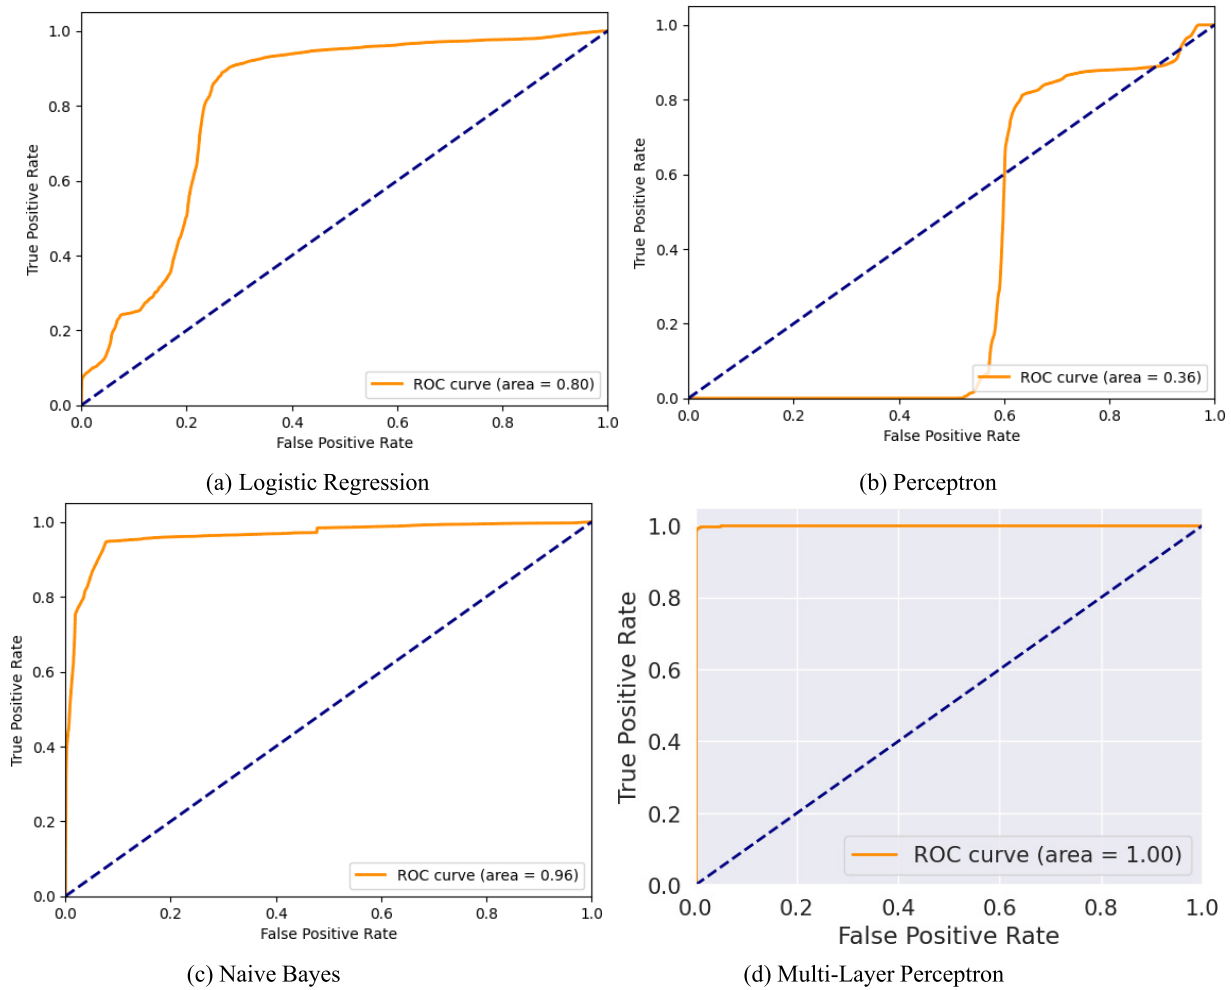 1.0
0.8
0.6
0.4
0.2
0.0
True Positive Rate
ROC curve (area = 0.80)
0.0 0.2 0.4 0.6 0.8 1.0
False Positive Rate
(a) Logistic Regression
1.0
0.8
0.6
0.4
0.2
0.0
True Positive Rate
ROC curve (area = 0.36)
0.0 0.2 0.4 0.6 0.8 1.0
False Positive Rate
(b) Perceptron
1.0
0.8
0.6
0.4
0.2
0.0
True Positive Rate
ROC curve (area = 0.96)
0.0 0.2 0.4 0.6 0.8 1.0
False Positive Rate
(c) Naive Bayes
1.0
0.8
0.6
0.4
0.2
0.0
True Positive Rate
ROC curve (area = 1.00)
0.0 0.2 0.4 0.6 0.8 1.0
False Positive Rate
(d) Multi-Layer Perceptron